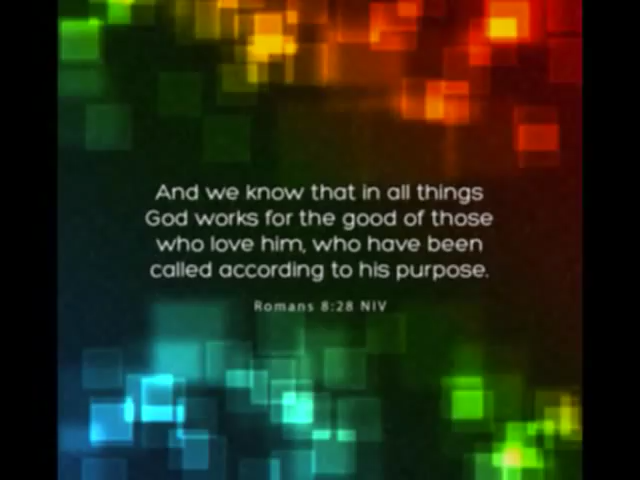 And we know that in all things
God works for the good of those
who love him, who have been
called according to his purpose.
Romans 8:28 NIV